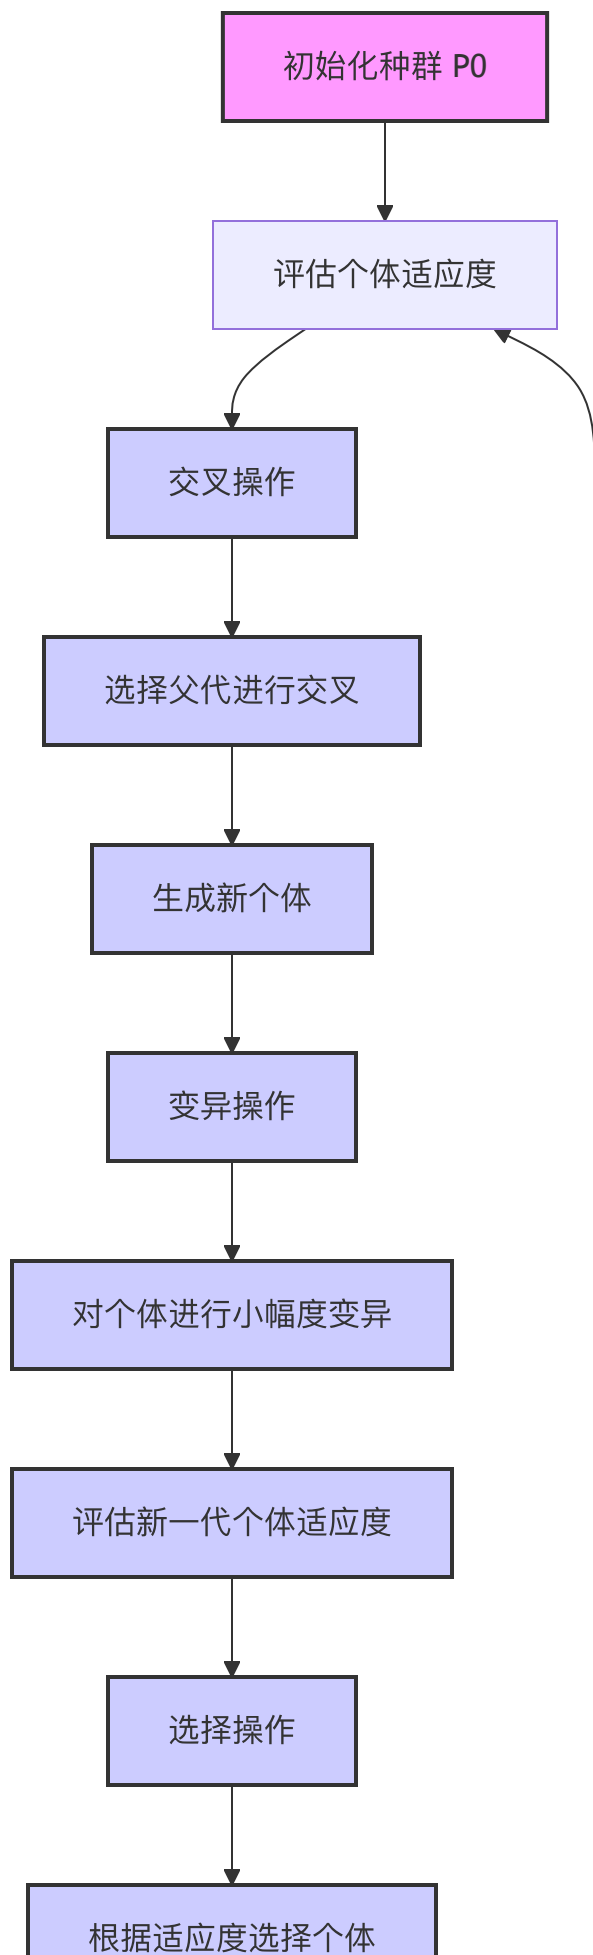 初始化种群 P0
评估个体适应度
交叉操作
选择父代进行交叉
生成新个体
变异操作
对个体进行小幅度变异
评估新一代个体适应度
选择操作
根据适应度选择个体